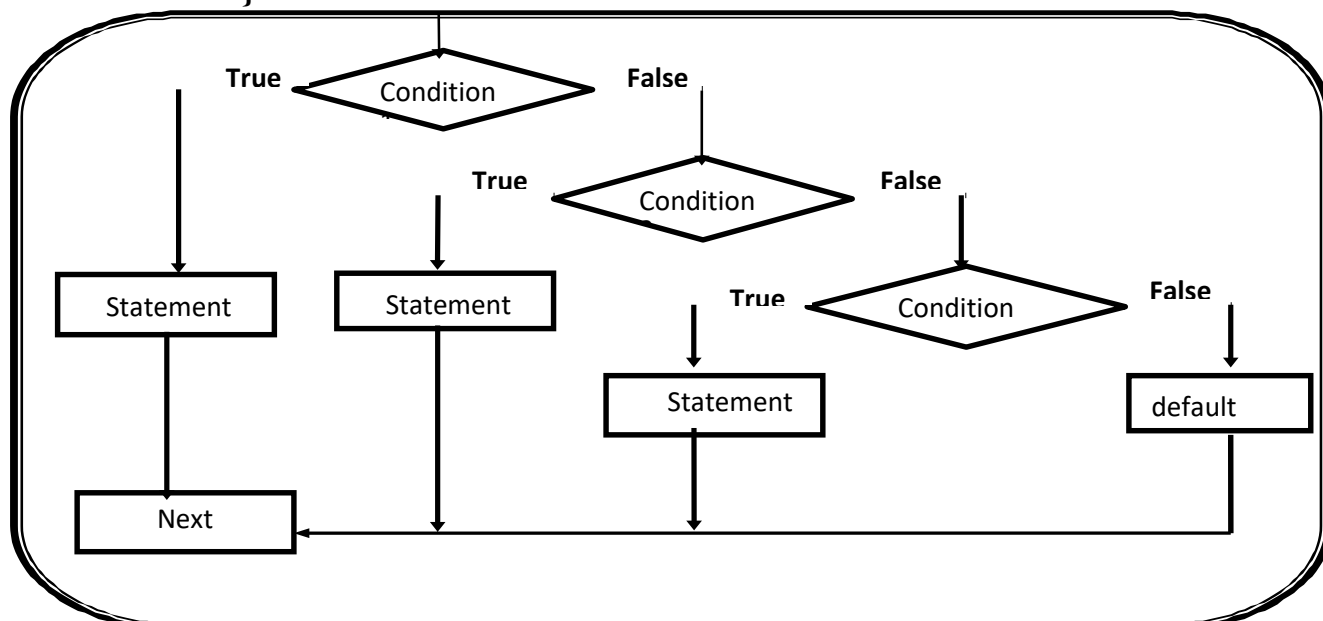 True
Condition
False
True
Condition
False
Statement
Statement
True
Condition
False
Statement
default
Next